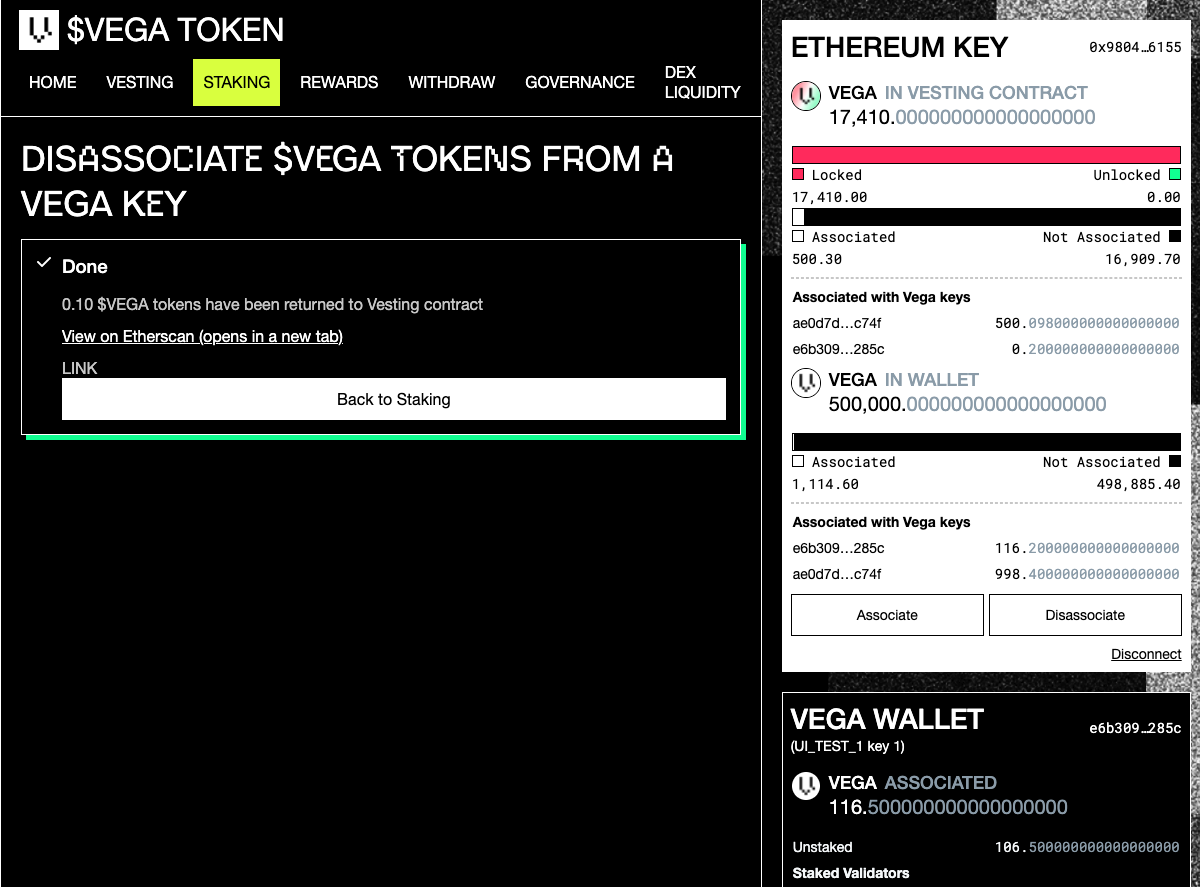 $VEGA TOKEN
HOME VESTING STAKING REWARDS WITHDRAW GOVERNANCE DEX LIQUIDITY
DISASSOCIATE $VEGA TOKENS FROM A
VEGA KEY
Done
0.10 $VEGA tokens have been returned to Vesting contract
View on Etherscan (opens in a new tab)
LINK
Back to Staking
ETHEREUM KEY 0x9804…6155
VEGA IN VESTING CONTRACT
17,410.000000000000000000
Locked Unlocked
17,410.00 0.00
Associated Not Associated
500.30 16,909.70
Associated with Vega keys
ae0d7d…c74f 500.098000000000000000
e6b309…285c 0.200000000000000000
VEGA IN WALLET
500,000.000000000000000000
Associated Not Associated
1,114.60 498,885.40
Associated with Vega keys
e6b309…285c 116.200000000000000000
ae0d7d…c74f 998.400000000000000000
Associate Disassociate
Disconnect
VEGA WALLET e6b309…285c
(UI_TEST_1 key 1)
VEGA ASSOCIATED
116.500000000000000000
Unstaked 106.500000000000000000
Staked Validators